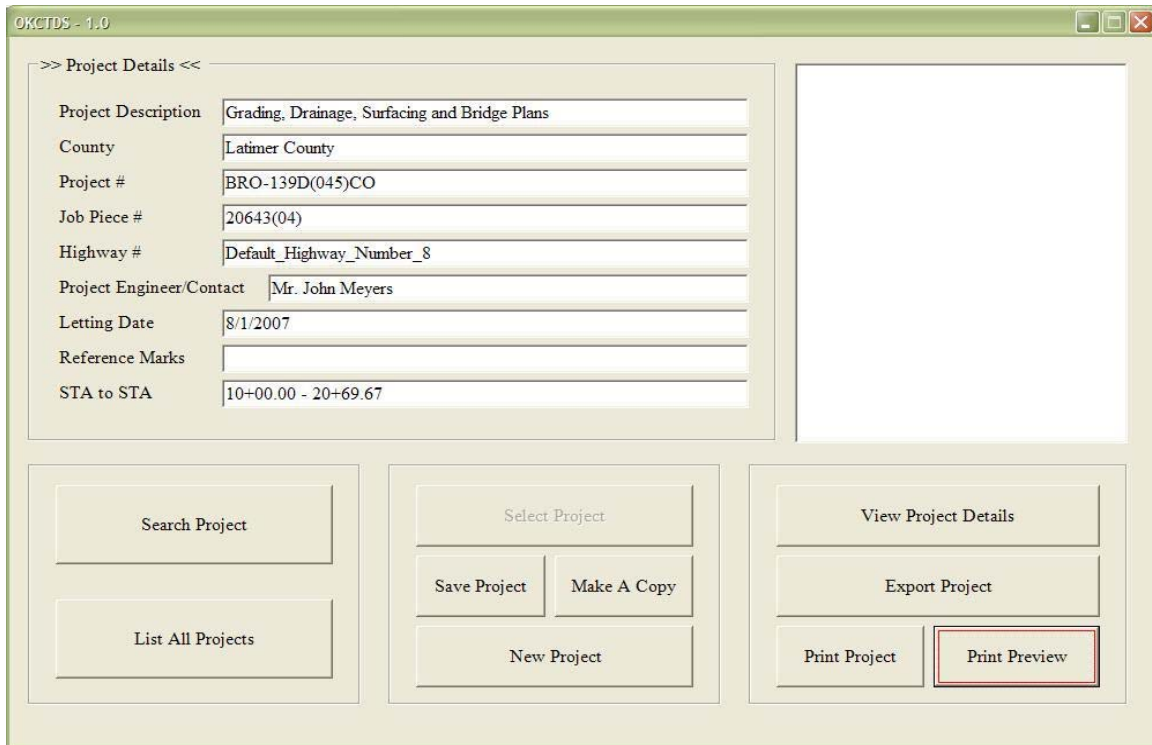 OKCTDS - 1.0
>> Project Details <<
Project Description Grading, Drainage, Surfacing and Bridge Plans
County Latimer County
Project # BRO-139D(045)CO
Job Piece # 20643(04)
Highway # Default_Highway_Number_8
Project Engineer/Contact Mr. John Meyers
Letting Date 8/1/2007
Reference Marks
STA to STA 10+00.00 - 20+69.67
Search Project
List All Projects
Select Project
Save Project Make A Copy
New Project
View Project Details
Export Project
Print Project Print Preview